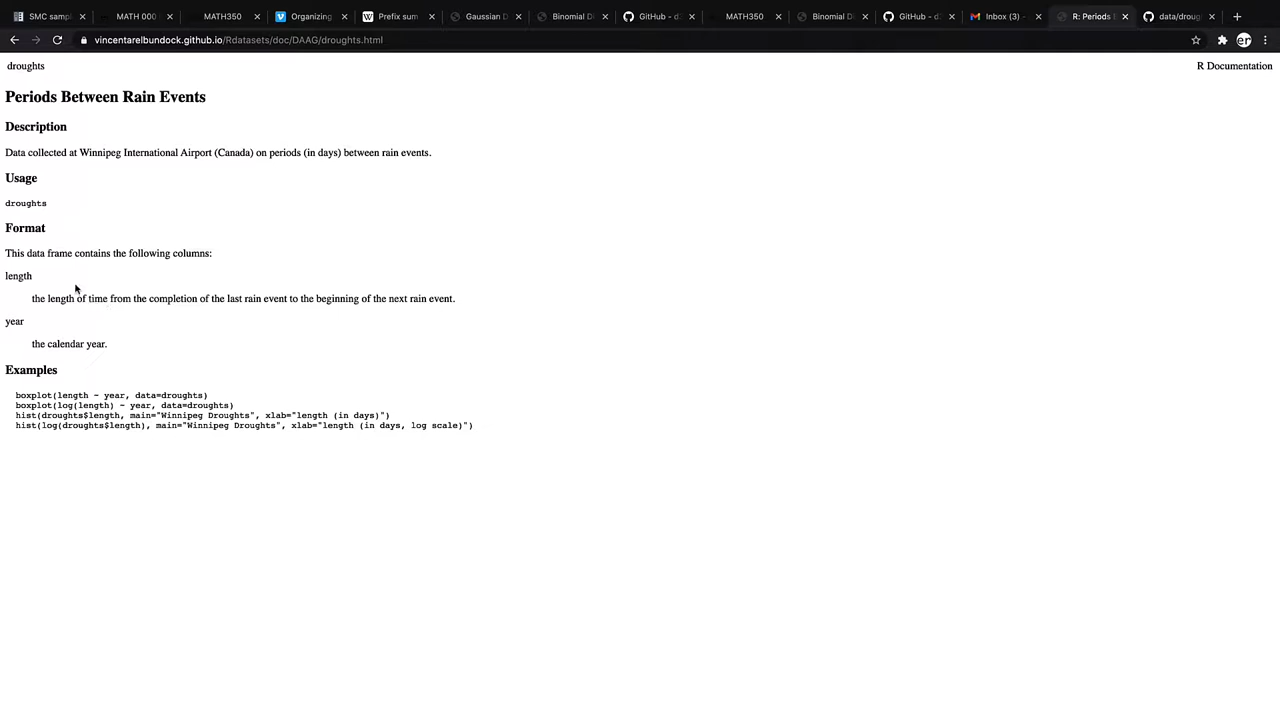 SMC samp
MATH 000
MATH350
Organizing
Prefix sum
Gaussian D
Binomial Di
GitHub - d
MATH350
Binomial Di
GitHub - d
Inbox (3) -
R: Periods
data/droug
vincentarelbundock.github.io/Rdatasets/doc/DAAG/droughts.html
er
droughts
R Documentation
Periods Between Rain Events
Description
Data collected at Winnipeg International Airport (Canada) on periods (in days) between rain events.
Usage
droughts
Format
This data frame contains the following columns:
length
the length of time from the completion of the last rain event to the beginning of the next rain event.
year
the calendar year.
Examples
boxplot(length ~ year, data=droughts)
boxplot(log(length) ~ year, data=droughts)
hist(droughts$length, main="Winnipeg Droughts", xlab="length (in days)")
hist(log(droughts$length), main="Winnipeg Droughts", xlab="length (in days, log scale)")